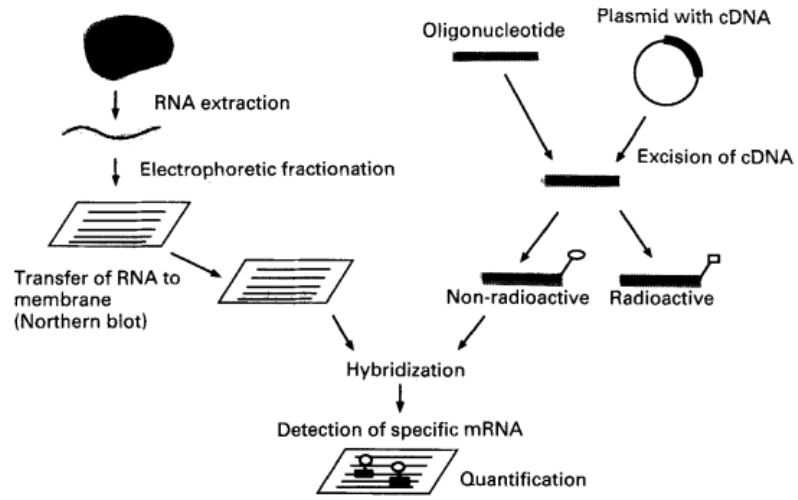 Oligonucleotide
Plasmid with cDNA
RNA extraction
Electrophoretic fractionation
Excision of cDNA
Transfer of RNA to
membrane
(Northern blot)
Non-radioactive
Radioactive
Hybridization
Detection of specific mRNA
Quantification